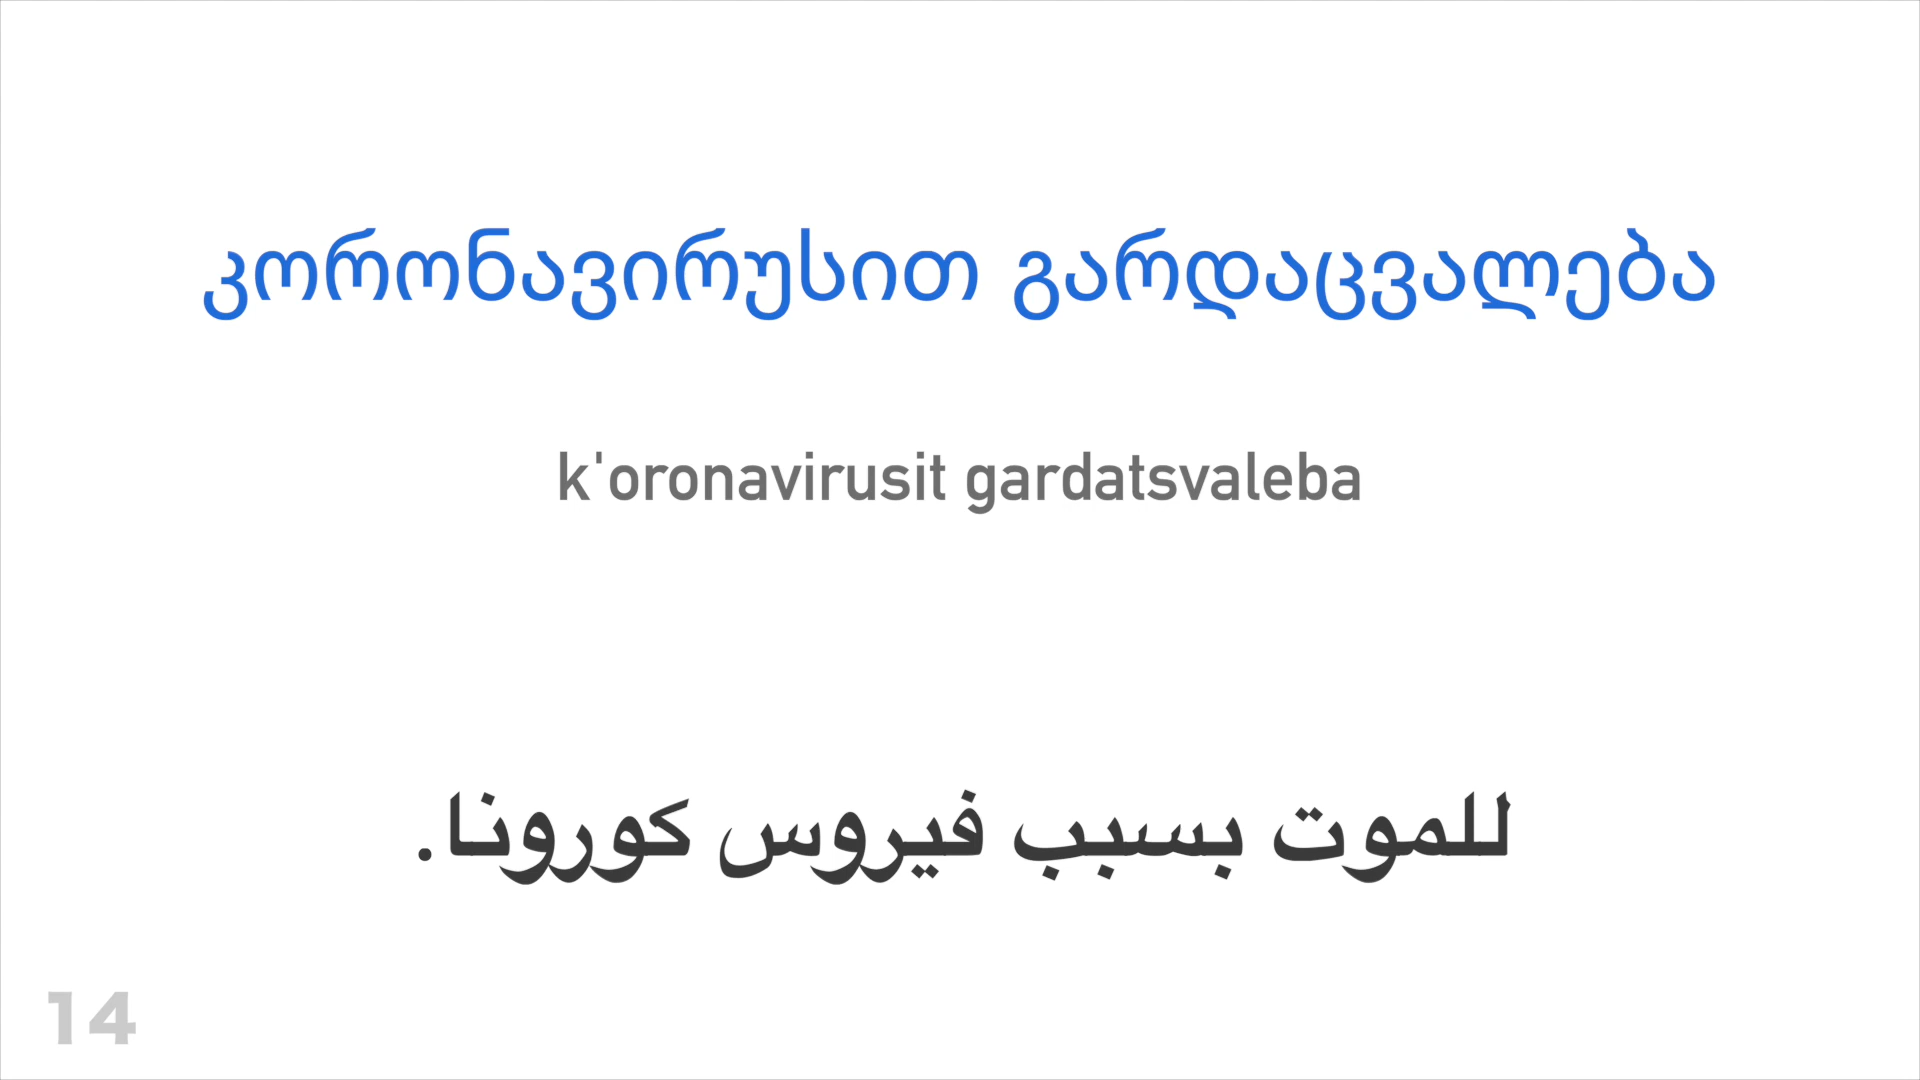 კორონავირუსით გარდაცვალება
k'oronavirusit gardatsvaleba
للموت بسبب فيروس كورونا.
14